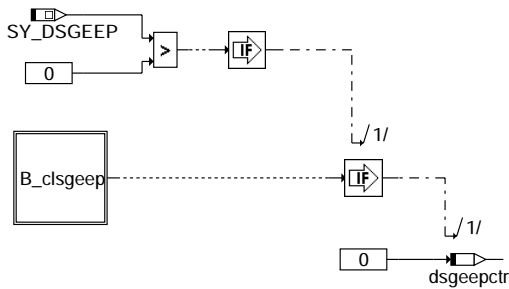 SY_DSGEEP
>
IF
0
/1/
B_clsgeep
IF
/1/
0
dsgeepctr